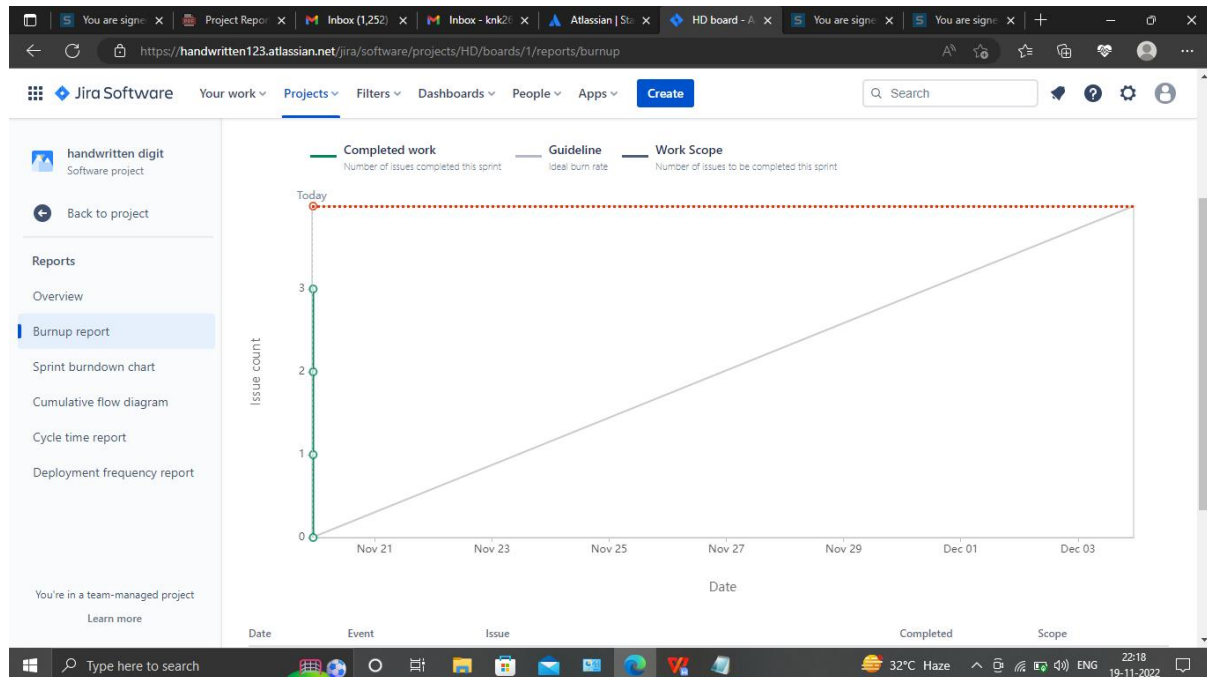 You are signe
Project Repor
Inbox (1,252)
Inbox - knk26
Atlassian | Sta
HD board - A
You are signe
You are signe
https://handwritten123.atlassian.net/jira/software/projects/HD/boards/1/reports/burnup
Jira Software
Your work
Projects
Filters
Dashboards
People
Apps
Create
Search
handwritten digit
Software project
Back to project
Reports
Overview
Burnup report
Sprint burndown chart
Cumulative flow diagram
Cycle time report
Deployment frequency report
You're in a team-managed project
Learn more
Completed work
Number of issues completed this sprint
Guideline
Ideal burn rate
Work Scope
Number of issues to be completed this sprint
Today
3
2
1
0
Issue count
Nov 21
Nov 23
Nov 25
Nov 27
Nov 29
Dec 01
Dec 03
Date
Date
Event
Issue
Completed
Scope
Type here to search
32°C Haze
ENG
22:18
19-11-2022